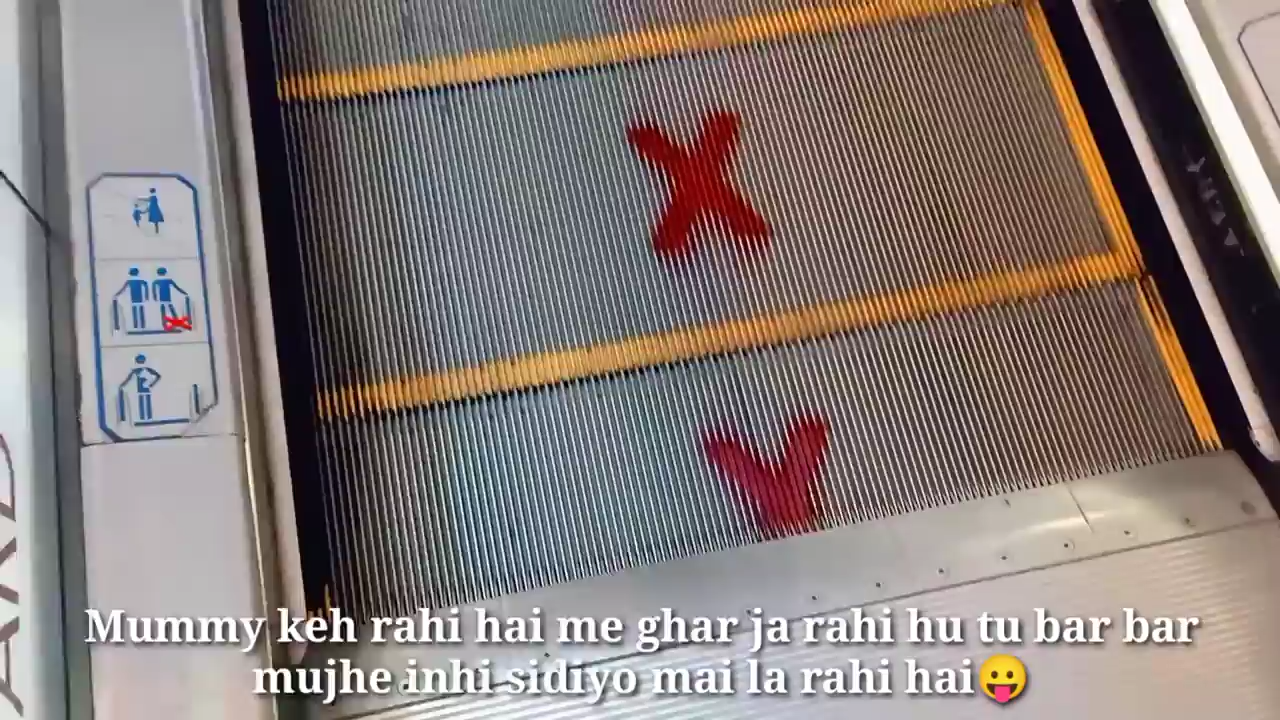 X
Mummy keh rahi hai me ghar ja rahi hu tu bar bar
mujhe inhi sidiyo mai la rahi hai😛